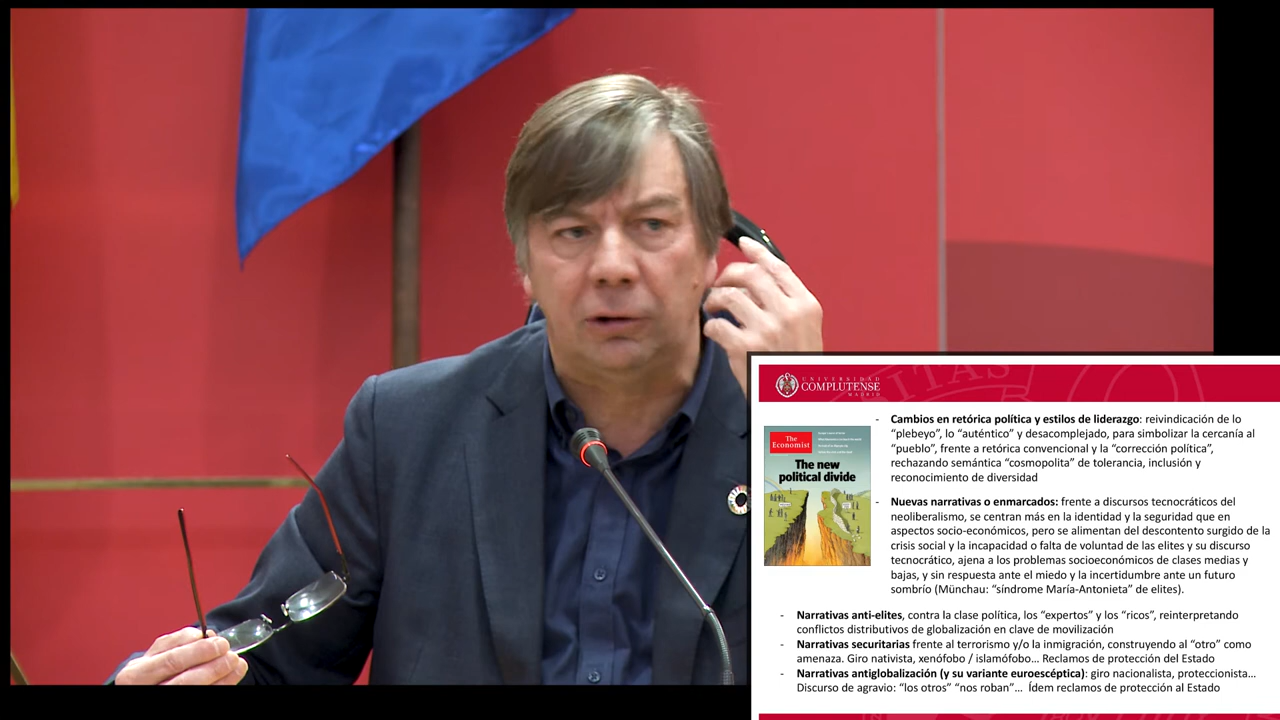 UNIVERSIDAD
COMPLUTENSE
MADRID
The
Economist
The new
political divide
- Cambios en retórica política y estilos de liderazgo: reivindicación de lo
“plebeyo”, lo “auténtico” y desacomplejado, para simbolizar la cercanía al
“pueblo”, frente a retórica convencional y la “corrección política”,
rechazando semántica “cosmopolita” de tolerancia, inclusión y
reconocimiento de diversidad
- Nuevas narrativas o enmarcados: frente a discursos tecnocráticos del
neoliberalismo, se centran más en la identidad y la seguridad que en
aspectos socio-económicos, pero se alimentan del descontento surgido de la
crisis social y la incapacidad o falta de voluntad de las elites y su discurso
tecnocrático, ajena a los problemas socioeconómicos de clases medias y
bajas, y sin respuesta ante el miedo y la incertidumbre ante un futuro
sombrío (Münchau: “síndrome María-Antonieta” de elites).
- Narrativas anti-elites, contra la clase política, los “expertos” y los “ricos”, reinterpretando
conflictos distributivos de globalización en clave de movilización
- Narrativas securitarias frente al terrorismo y/o la inmigración, construyendo al “otro” como
amenaza. Giro nativista, xenófobo / islamófobo… Reclamos de protección del Estado
- Narrativas antiglobalización (y su variante euroescéptica): giro nacionalista, proteccionista…
Discurso de agravio: “los otros” “nos roban”… Ídem reclamos de protección al Estado